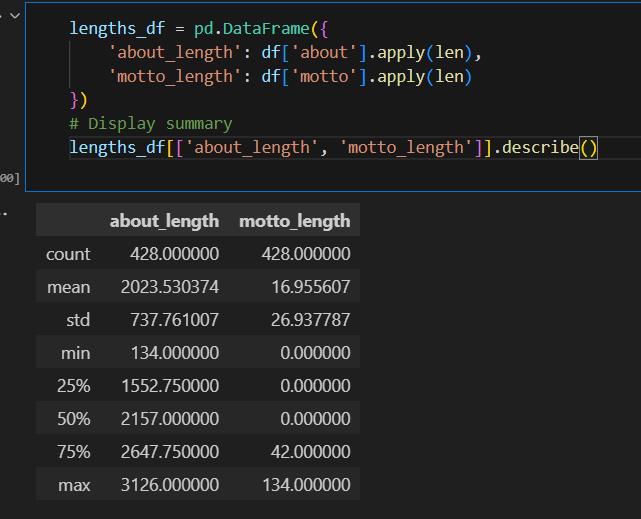 lengths_df = pd.DataFrame({
    'about_length': df['about'].apply(len),
    'motto_length': df['motto'].apply(len)
})
# Display summary
lengths_df[['about_length', 'motto_length']].describe()
00]
about_length motto_length
count 428.000000 428.000000
mean 2023.530374 16.955607
std 737.761007 26.937787
min 134.000000 0.000000
25% 1552.750000 0.000000
50% 2157.000000 0.000000
75% 2647.750000 42.000000
max 3126.000000 134.000000